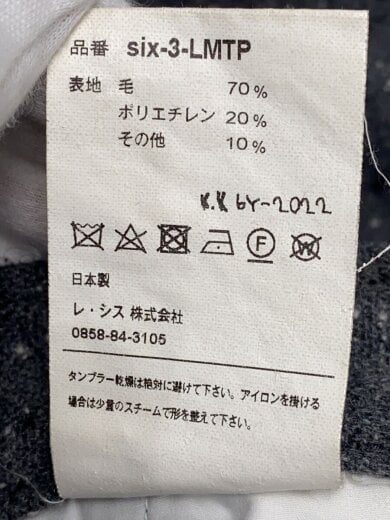 品番 six-3-LMTP
表地 毛 70%
ポリエチレン 20%
その他 10%
K.K 6Y-2022
F W
日本製
レ・シス 株式会社
0858-84-3105
タンブラー乾燥は絶対に避けて下さい。アイロンを掛ける
場合は少量のスチームで形を整えて下さい。